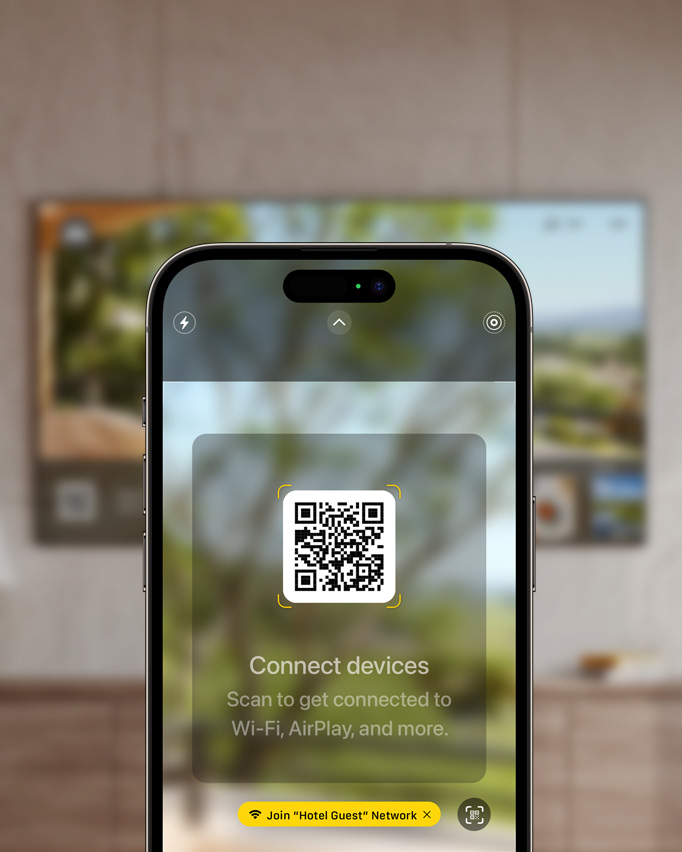 Connect devices
Scan to get connected to
Wi-Fi, AirPlay, and more.
Join “Hotel Guest” Network